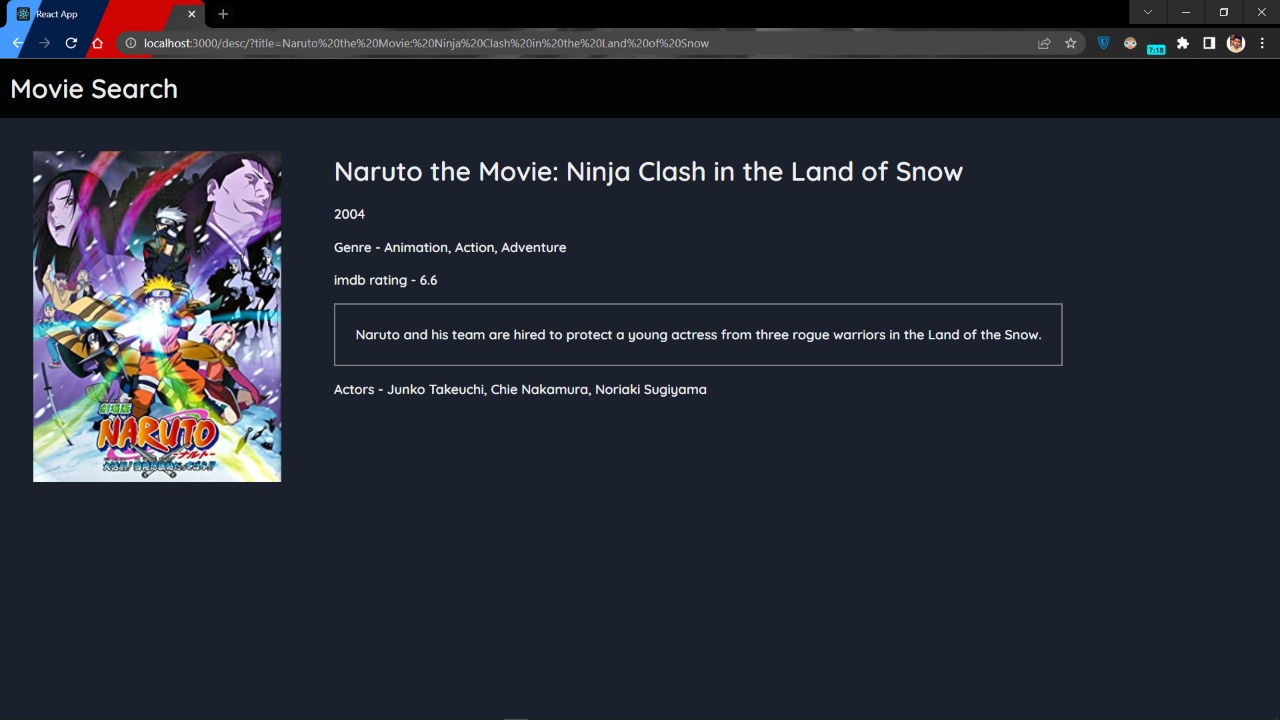 React App
localhost:3000/desc/?title=Naruto%20the%20Movie:%20Ninja%20Clash%20in%20the%20Land%20of%20Snow
7:18
Movie Search
Naruto the Movie: Ninja Clash in the Land of Snow
2004
Genre - Animation, Action, Adventure
imdb rating - 6.6
Naruto and his team are hired to protect a young actress from three rogue warriors in the Land of the Snow.
Actors - Junko Takeuchi, Chie Nakamura, Noriaki Sugiyama
劇場版
NARUTO
ーナルトー